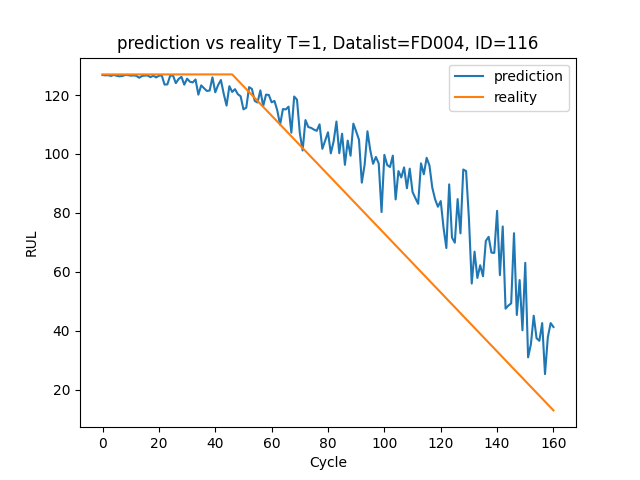 prediction vs reality T=1, Datalist=FD004, ID=116
prediction
reality
RUL
120
100
80
60
40
20
0 20 40 60 80 100 120 140 160
Cycle